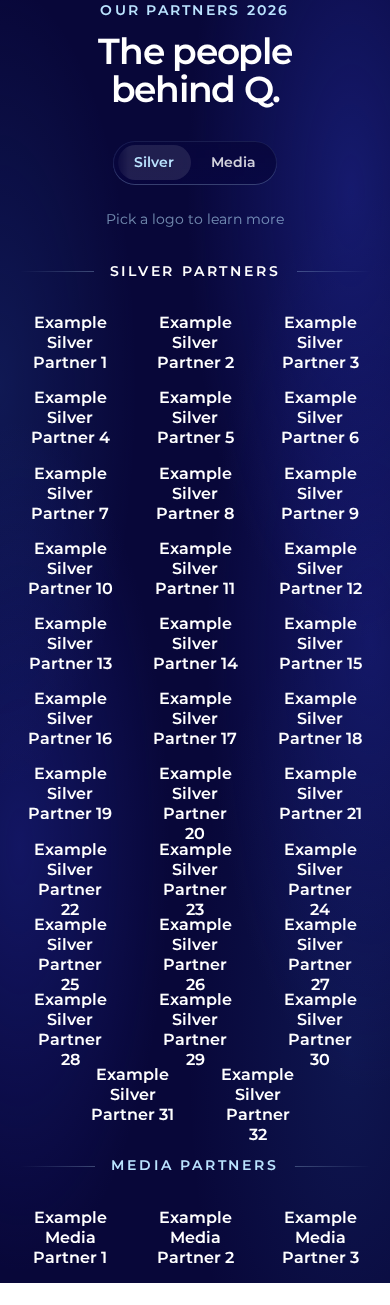 OUR PARTNERS 2026
The people
behind Q.
Silver
Media
Pick a logo to learn more
SILVER PARTNERS
Example
Silver
Partner 1
Example
Silver
Partner 2
Example
Silver
Partner 3
Example
Silver
Partner 4
Example
Silver
Partner 5
Example
Silver
Partner 6
Example
Silver
Partner 7
Example
Silver
Partner 8
Example
Silver
Partner 9
Example
Silver
Partner 10
Example
Silver
Partner 11
Example
Silver
Partner 12
Example
Silver
Partner 13
Example
Silver
Partner 14
Example
Silver
Partner 15
Example
Silver
Partner 16
Example
Silver
Partner 17
Example
Silver
Partner 18
Example
Silver
Partner 19
Example
Silver
Partner
20
Example
Silver
Partner 21
Example
Silver
Partner
22
Example
Silver
Partner
23
Example
Silver
Partner
24
Example
Silver
Partner
25
Example
Silver
Partner
26
Example
Silver
Partner
27
Example
Silver
Partner
28
Example
Silver
Partner
29
Example
Silver
Partner
30
Example
Silver
Partner 31
Example
Silver
Partner
32
MEDIA PARTNERS
Example
Media
Partner 1
Example
Media
Partner 2
Example
Media
Partner 3